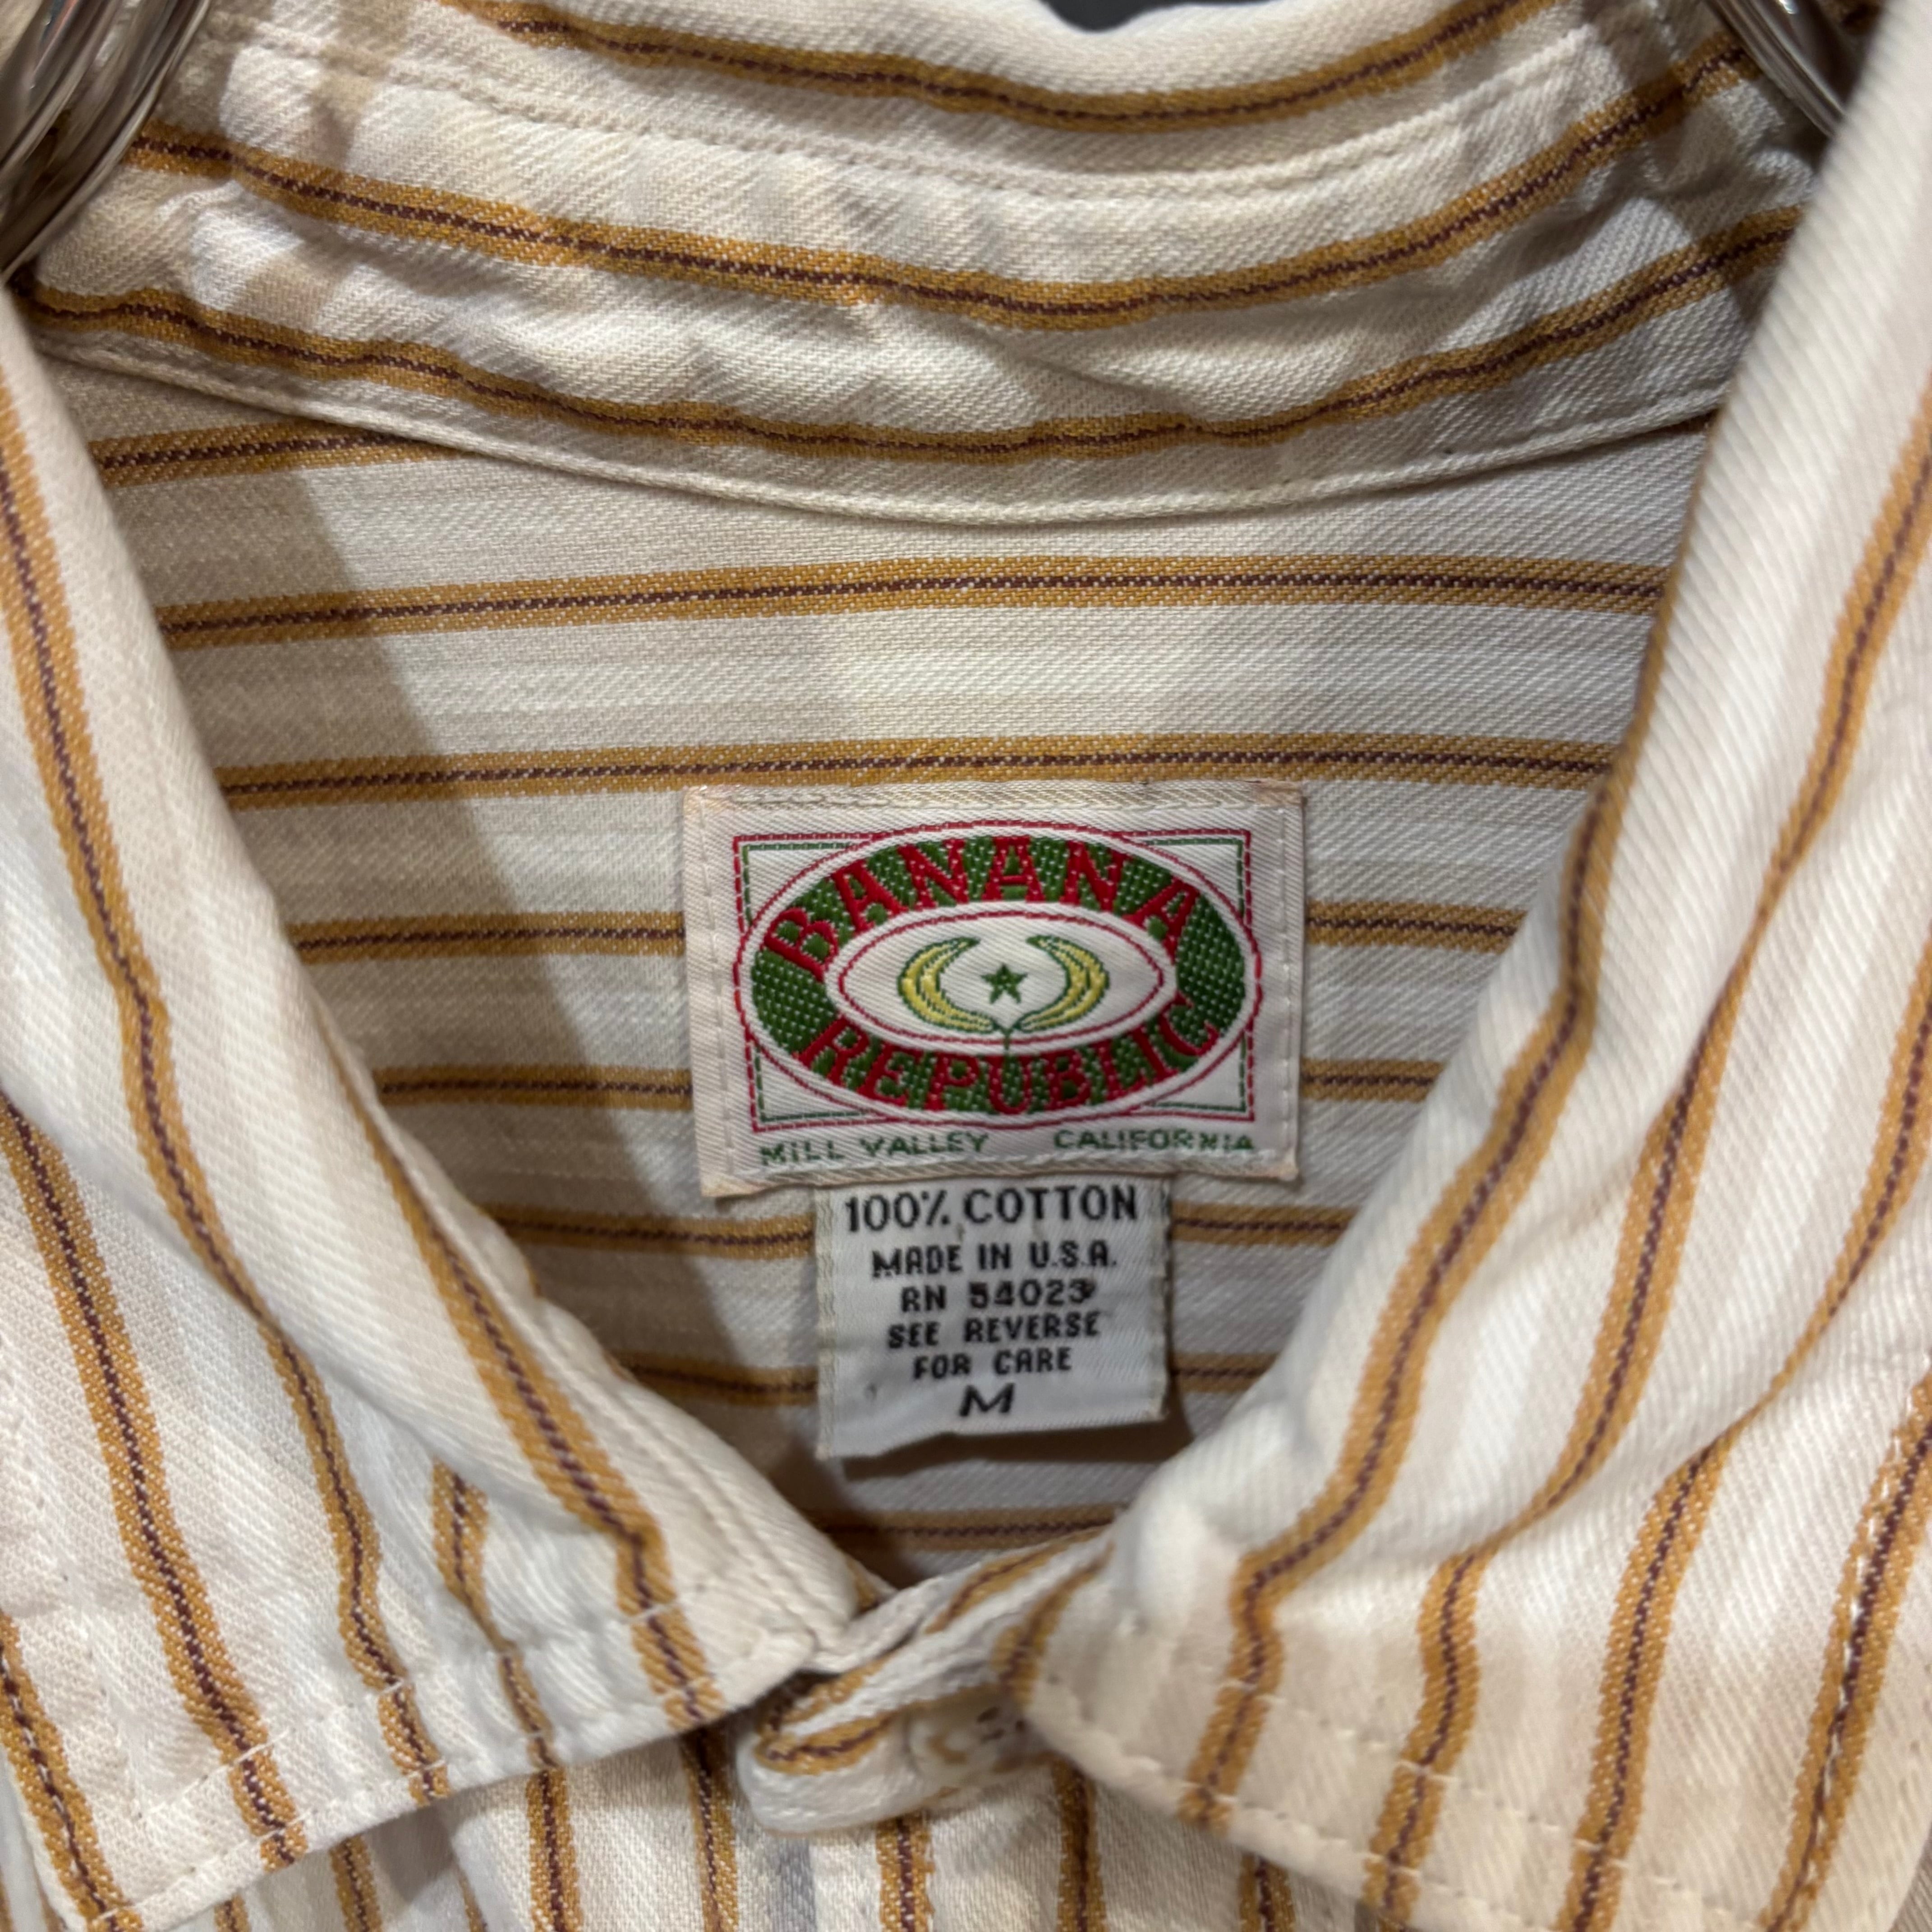 BANANA
REPUBLIC
MILL VALLEY CALIFORNIA
100% COTTON
MADE IN U.S.A.
RN 54023
SEE REVERSE
FOR CARE
M